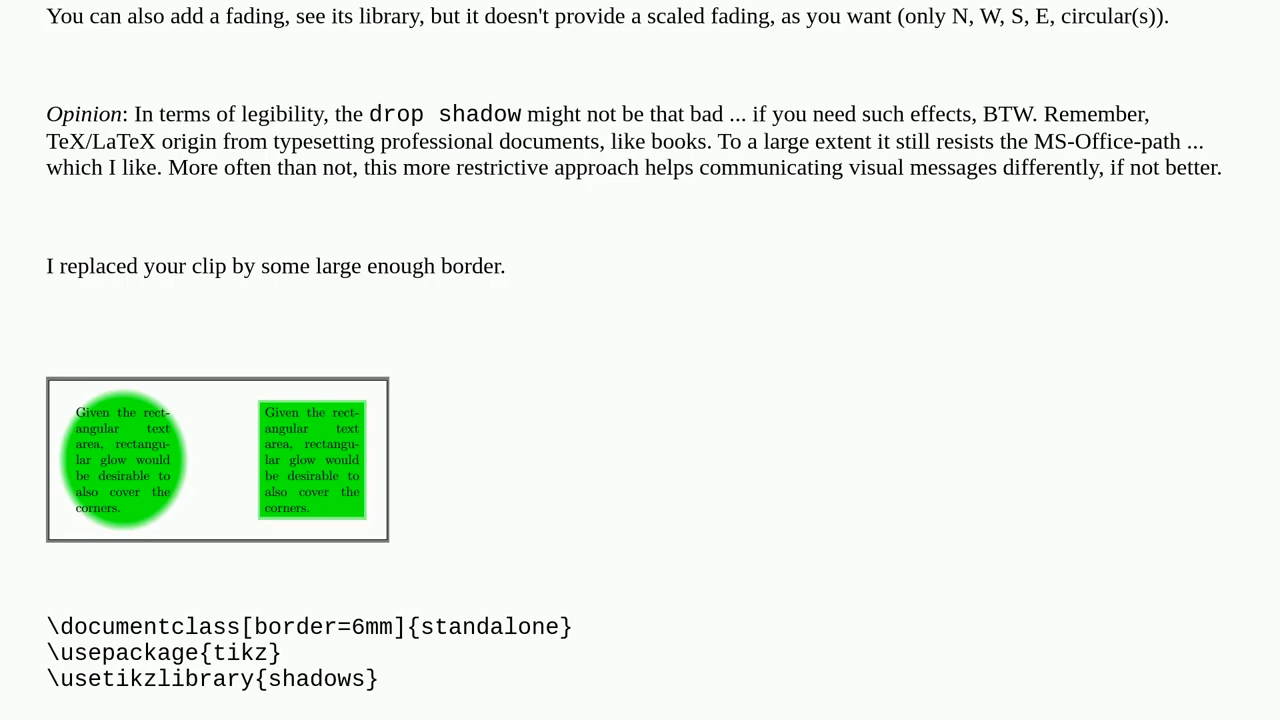 You can also add a fading, see its library, but it doesn't provide a scaled fading, as you want (only N, W, S, E, circular(s)).
Opinion: In terms of legibility, the drop shadow might not be that bad ... if you need such effects, BTW. Remember,
TeX/LaTeX origin from typesetting professional documents, like books. To a large extent it still resists the MS-Office-path ...
which I like. More often than not, this more restrictive approach helps communicating visual messages differently, if not better.
I replaced your clip by some large enough border.
Given the rect-
angular text
area, rectangu-
lar glow would
be desirable to
also cover the
corners.
Given the rect-
angular text
area, rectangu-
lar glow would
be desirable to
also cover the
corners.
\documentclass[border=6mm]{standalone}
\usepackage{tikz}
\usetikzlibrary{shadows}